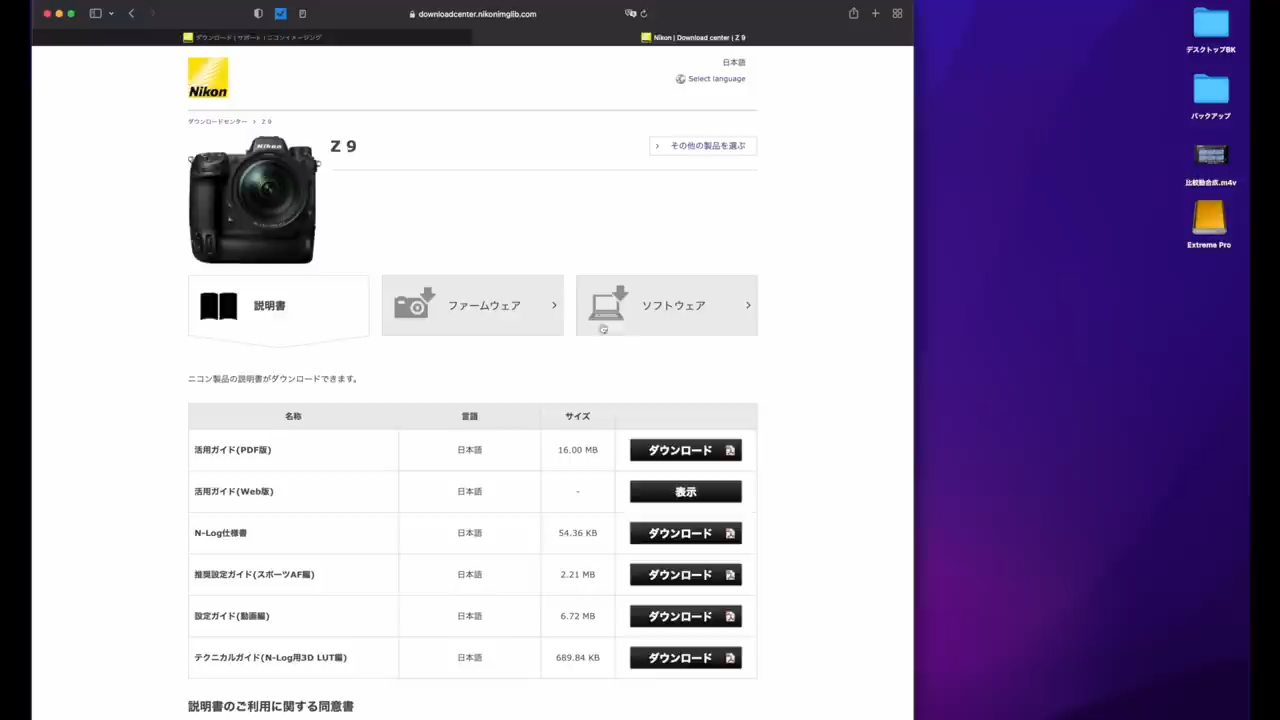 downloadcenter.nikonimglib.com
ダウンロード | サポート | ニコンイメージング
Nikon | Download center | Z 9
デスクトップBK
バックアップ
比較動合成.m4v
Extreme Pro
Nikon
日本語
Select language
ダウンロードセンター > Z 9
Nikon
Z 9
その他の製品を選ぶ
説明書
ファームウェア
ソフトウェア
ニコン製品の説明書がダウンロードできます。
名称 言語 サイズ
活用ガイド(PDF版) 日本語 16.00 MB ダウンロード
活用ガイド(Web版) 日本語 - 表示
N-Log仕様書 日本語 54.36 KB ダウンロード
推奨設定ガイド(スポーツAF編) 日本語 2.21 MB ダウンロード
設定ガイド(動画編) 日本語 6.72 MB ダウンロード
テクニカルガイド(N-Log用3D LUT編) 日本語 689.84 KB ダウンロード
説明書のご利用に関する同意書